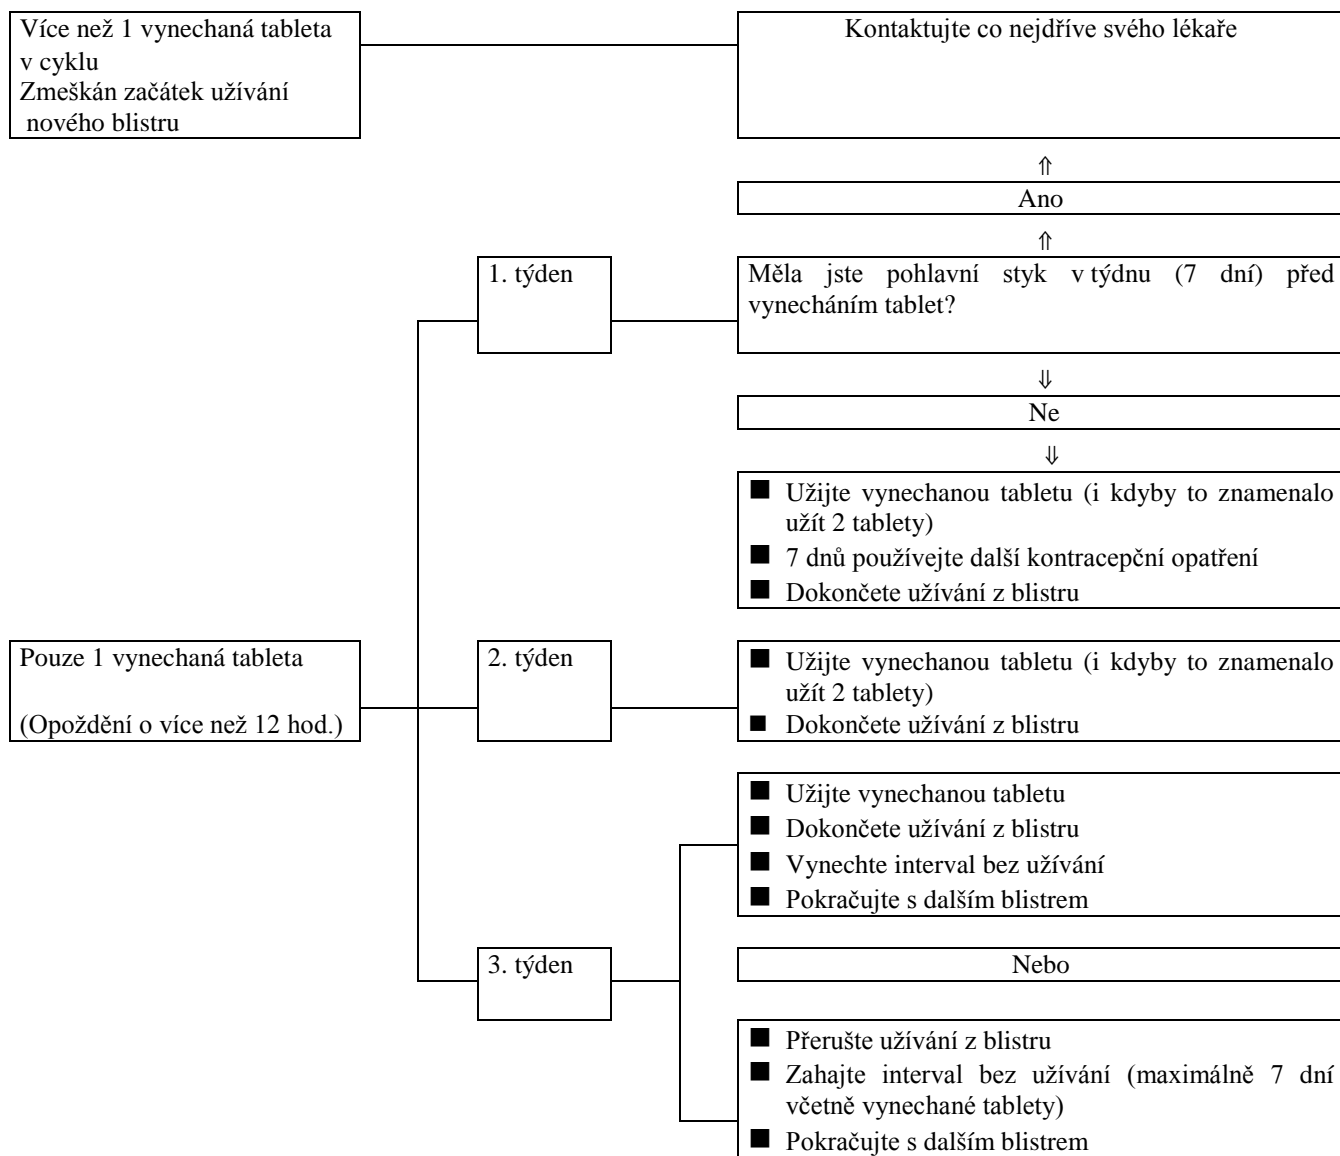 Více než 1 vynechaná tableta
v cyklu
Zmeškán začátek užívání
nového blistru
Kontaktujte co nejdříve svého lékaře
⇑
Ano
⇑
1. týden
Měla jste pohlavní styk v týdnu (7 dní) před
vynecháním tablet?
⇓
Ne
⇓
■ Užijte vynechanou tabletu (i kdyby to znamenalo
užít 2 tablety)
■ 7 dnů používejte další kontracepční opatření
■ Dokončete užívání z blistru
Pouze 1 vynechaná tableta
(Opoždění o více než 12 hod.)
2. týden
■ Užijte vynechanou tabletu (i kdyby to znamenalo
užít 2 tablety)
■ Dokončete užívání z blistru
■ Užijte vynechanou tabletu
■ Dokončete užívání z blistru
■ Vynechte interval bez užívání
■ Pokračujte s dalším blistrem
3. týden
Nebo
■ Přerušte užívání z blistru
■ Zahajte interval bez užívání (maximálně 7 dní
včetně vynechané tablety)
■ Pokračujte s dalším blistrem